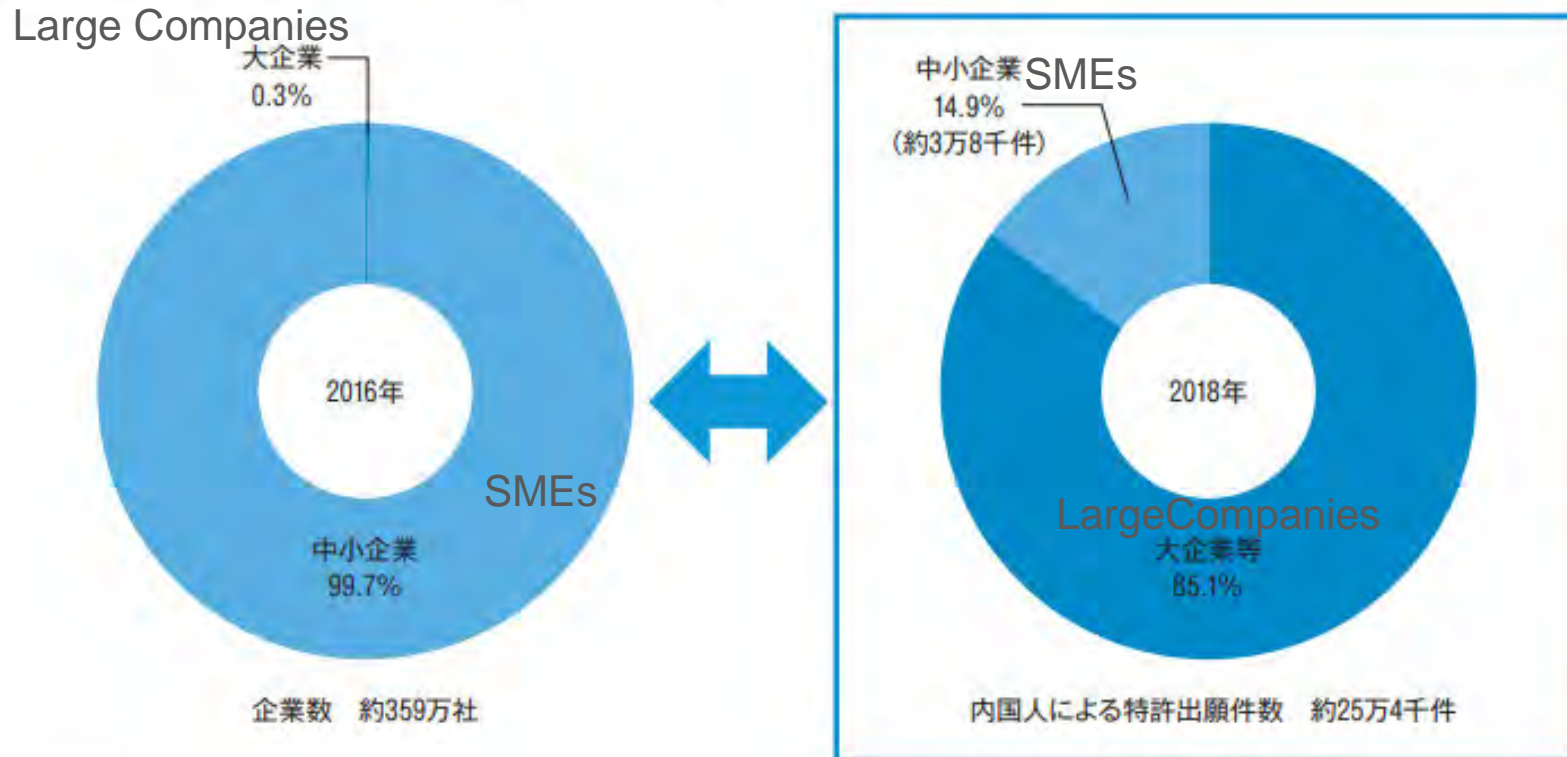 Large Companies
大企業
0.3%
2016年
SMEs
中小企業
99.7%
企業数 約359万社
中小企業 SMEs
14.9%
(約3万8千件)
2018年
LargeCompanies
大企業等
85.1%
内国人による特許出願件数 約25万4千件